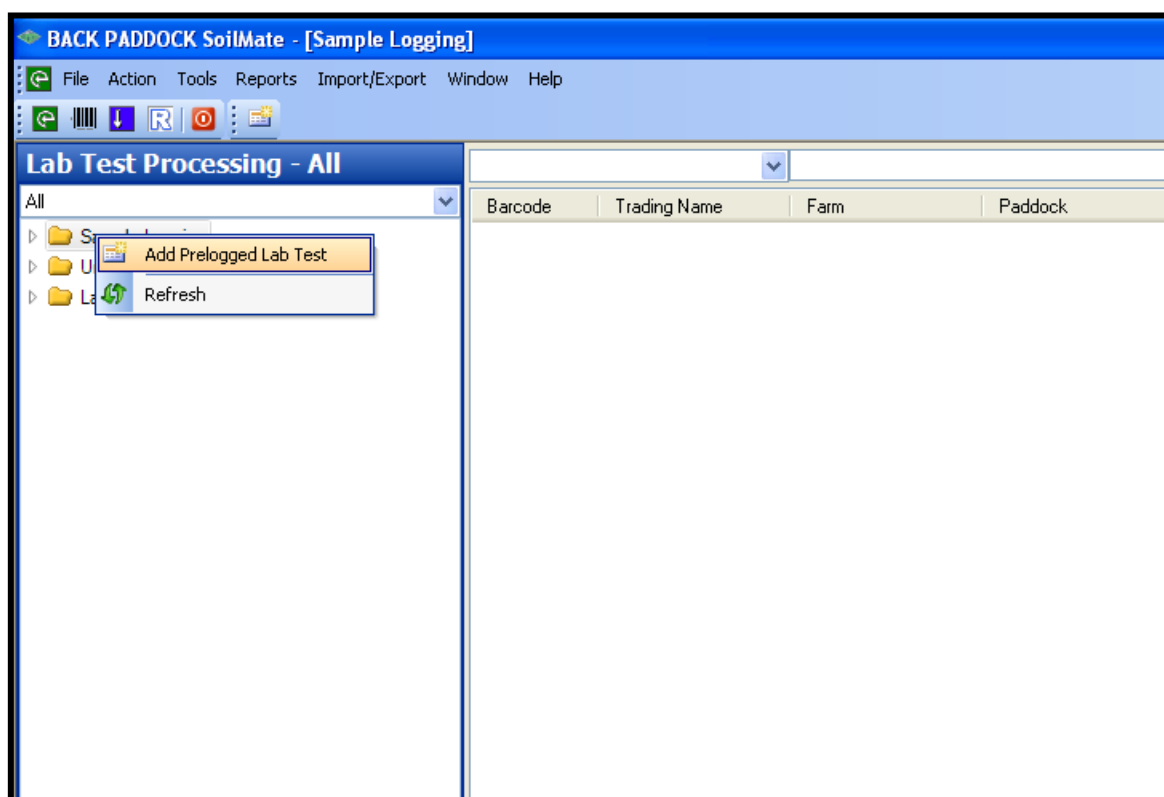 BACK PADDOCK SoilMate - [Sample Logging]
File Action Tools Reports Import/Export Window Help
Lab Test Processing - All
All
Barcode Trading Name Farm Paddock
Add Prelogged Lab Test
Refresh